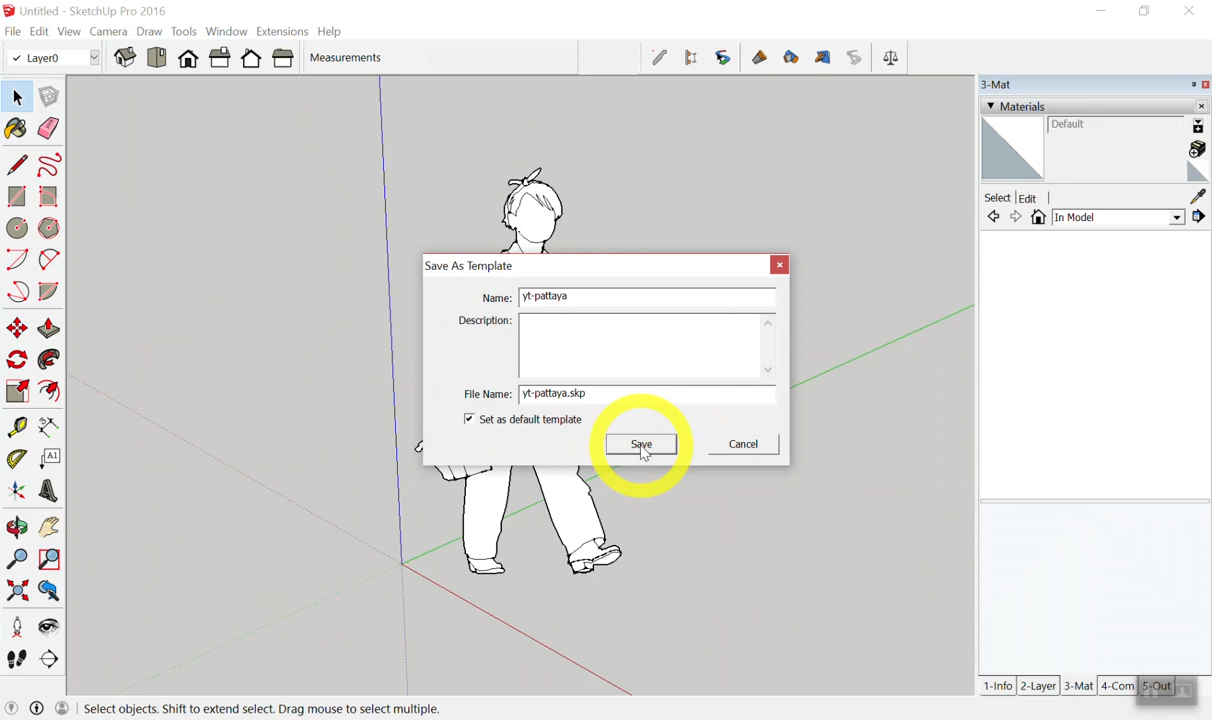 Untitled - SketchUp Pro 2016
File Edit View Camera Draw Tools Window Extensions Help
Layer0
Measurements
3-Mat
Materials
Default
Select Edit
In Model
Save As Template
Name: yt-pattaya
Description:
File Name: yt-pattaya.skp
Set as default template
Save Cancel
A1
1-Info 2-Layer 3-Mat 4-Com 5-Out
Select objects. Shift to extend select. Drag mouse to select multiple.